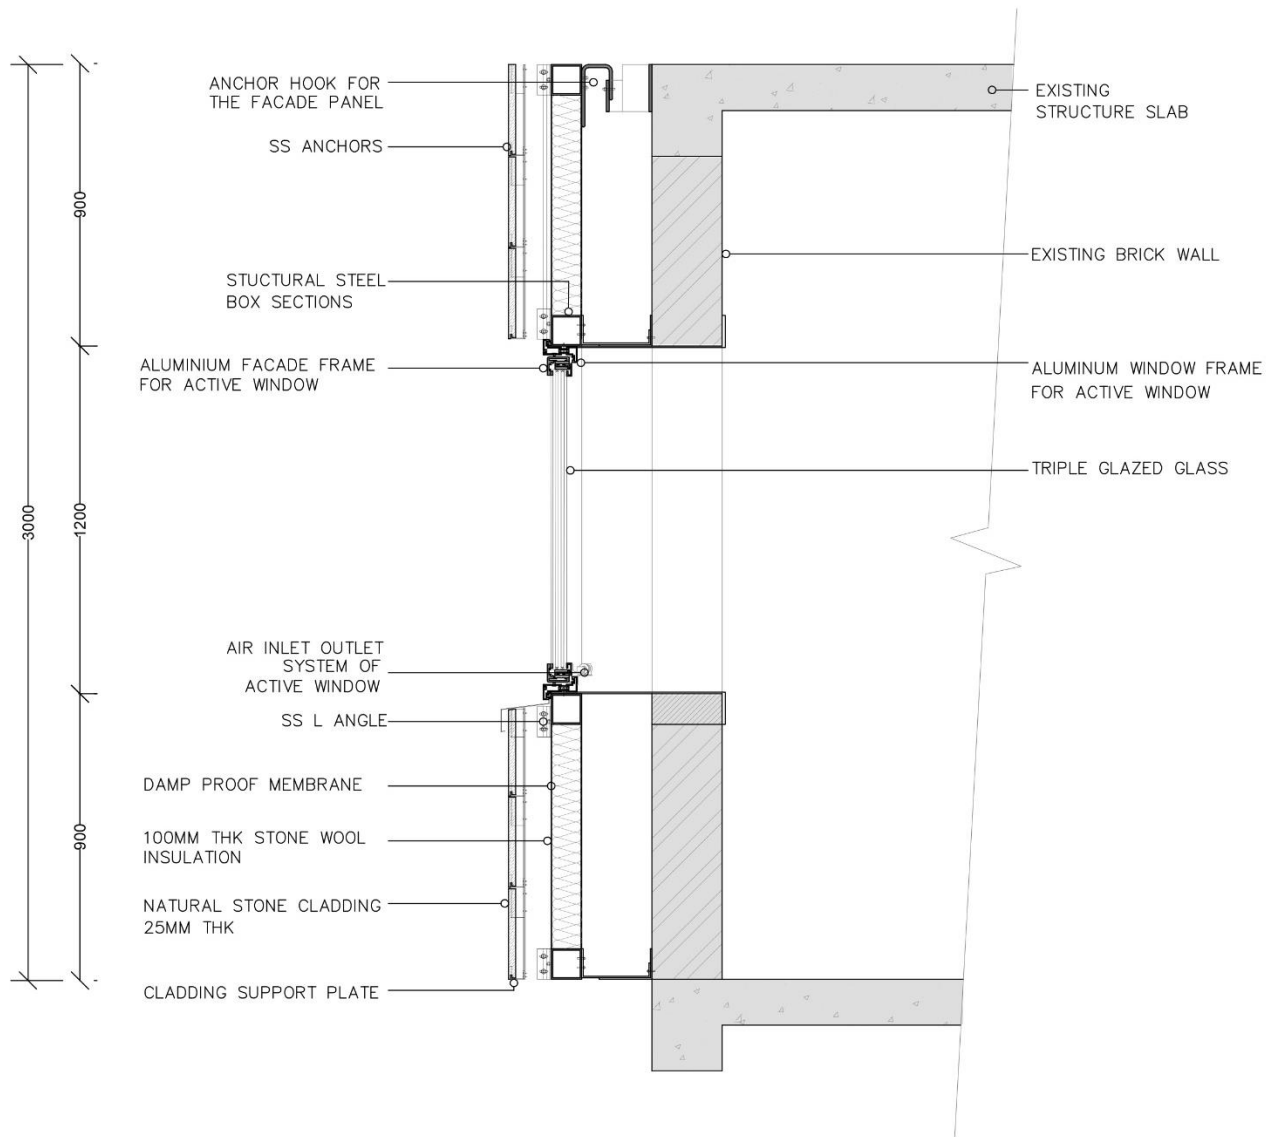 ANCHOR HOOK FOR
THE FACADE PANEL
SS ANCHORS
900
STUCTURAL STEEL
BOX SECTIONS
ALUMINIUM FACADE FRAME
FOR ACTIVE WINDOW
3000
1200
AIR INLET OUTLET
SYSTEM OF
ACTIVE WINDOW
SS L ANGLE
DAMP PROOF MEMBRANE
900
100MM THK STONE WOOL
INSULATION
NATURAL STONE CLADDING
25MM THK
CLADDING SUPPORT PLATE
EXISTING
STRUCTURE SLAB
EXISTING BRICK WALL
ALUMINUM WINDOW FRAME
FOR ACTIVE WINDOW
TRIPLE GLAZED GLASS